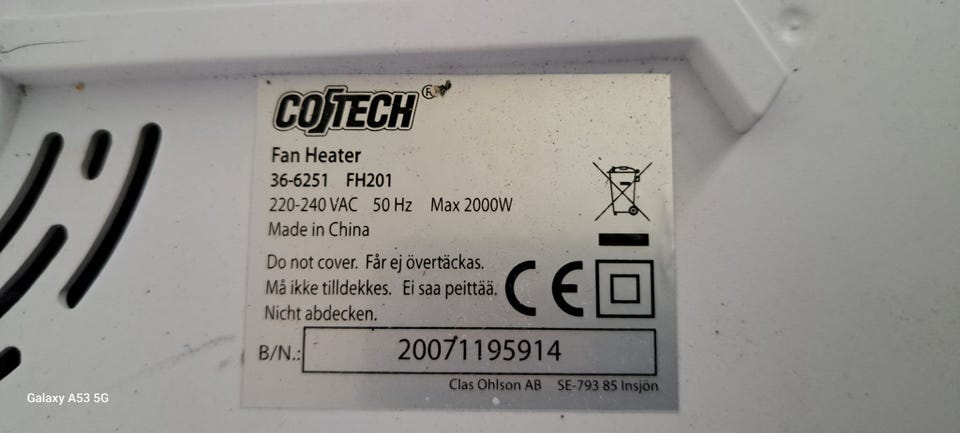 COTECH ®
Fan Heater
36-6251 FH201
220-240 VAC 50 Hz Max 2000W
Made in China
Do not cover. Får ej övertäckas.
Må ikke tilldekkes. Ei saa peittää.
Nicht abdecken.
CE
B/N.: 20071195914
Clas Ohlson AB SE-793 85 Insjön
Galaxy A53 5G